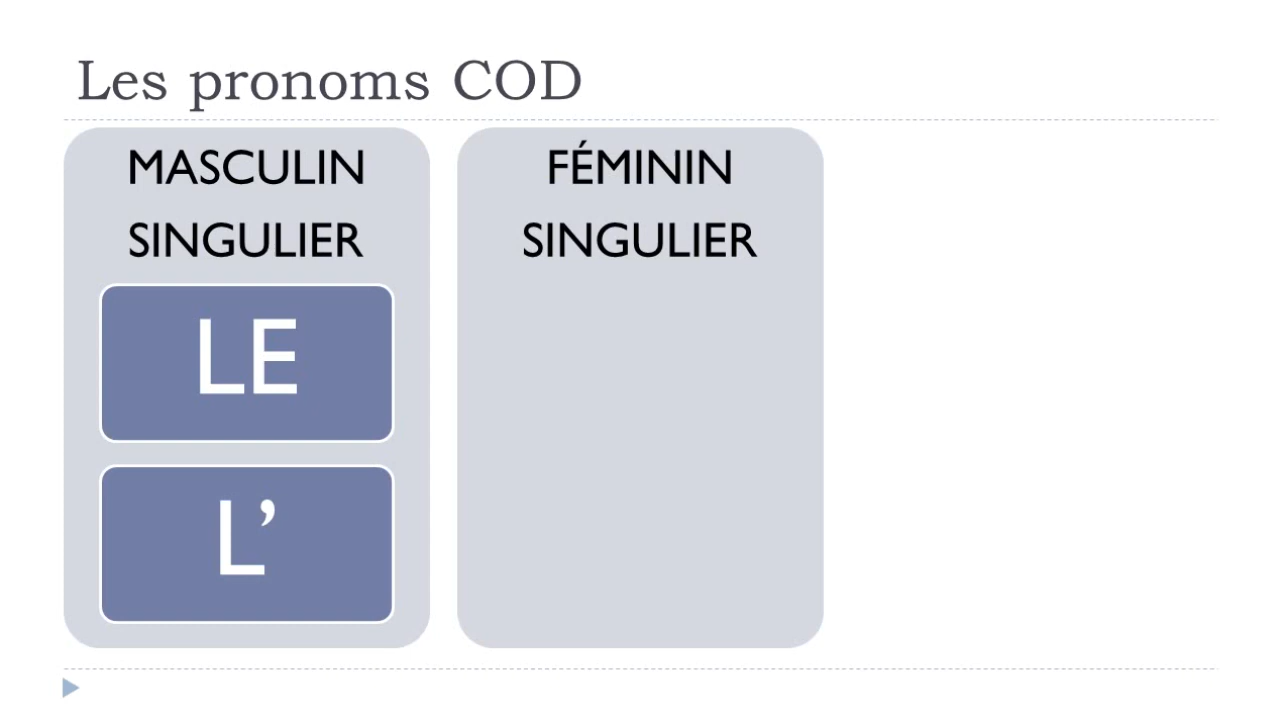 Les pronoms COD
MASCULIN
SINGULIER
LE
L’
FÉMININ
SINGULIER